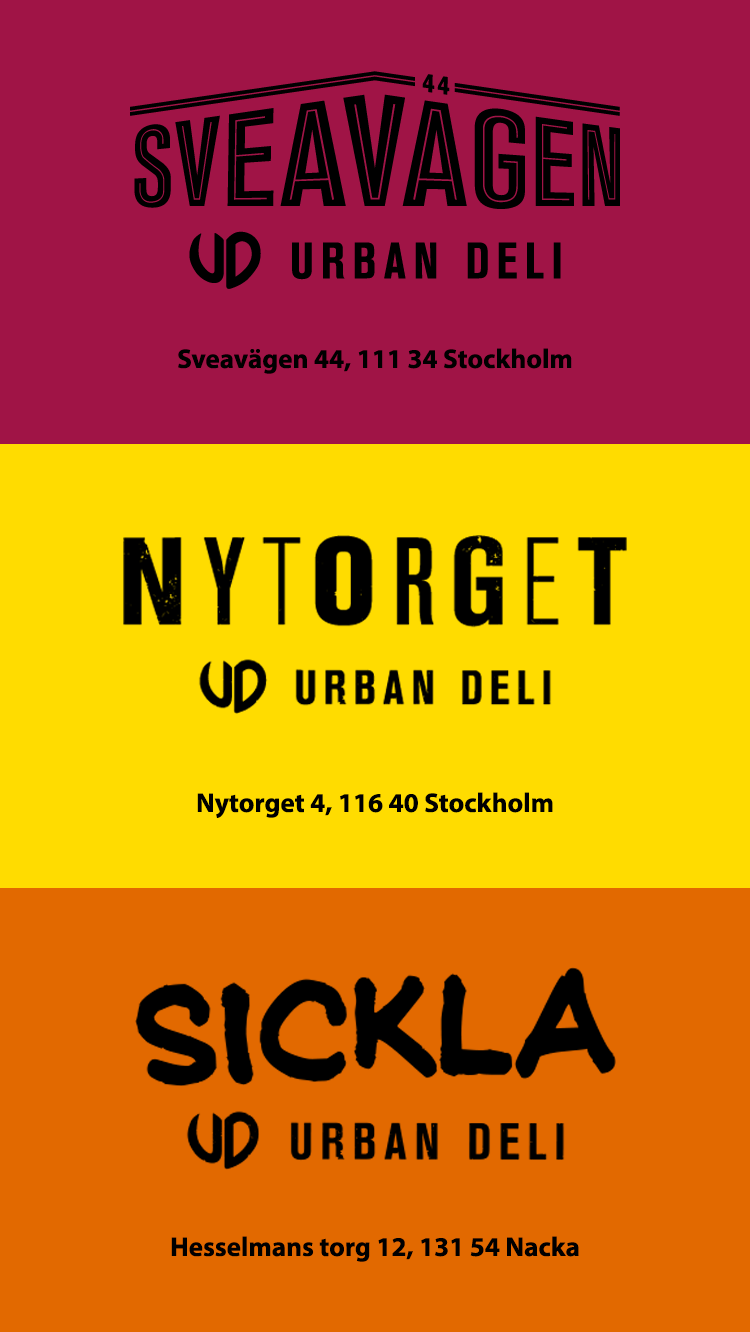 44
SVEAVÄGEN
UD URBAN DELI
Sveavägen 44, 111 34 Stockholm
NYTORGET
UD URBAN DELI
Nytorget 4, 116 40 Stockholm
SICKLA
UD URBAN DELI
Hesselmans torg 12, 131 54 Nacka